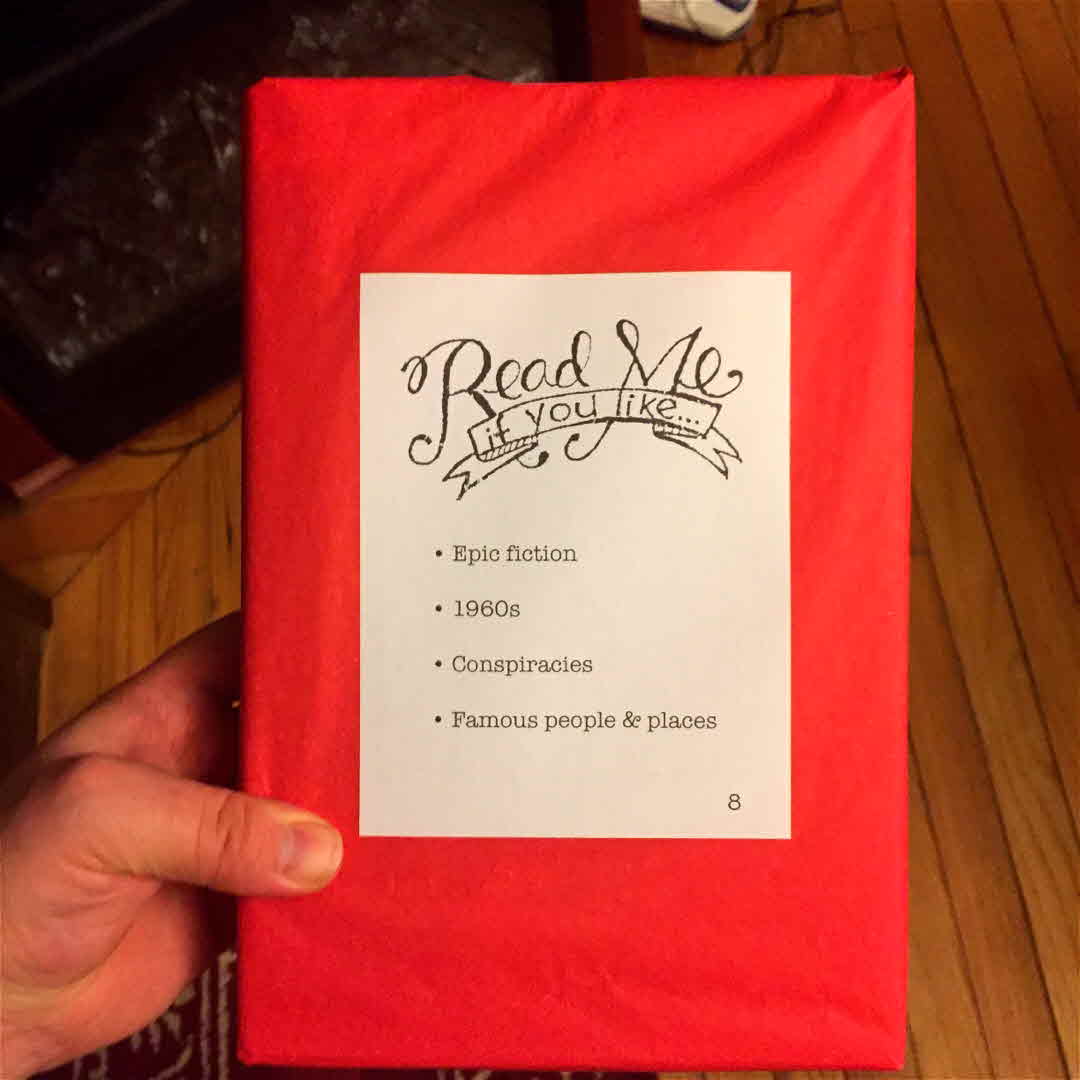 Read Me
if you like...
• Epic fiction
• 1960s
• Conspiracies
• Famous people & places
8